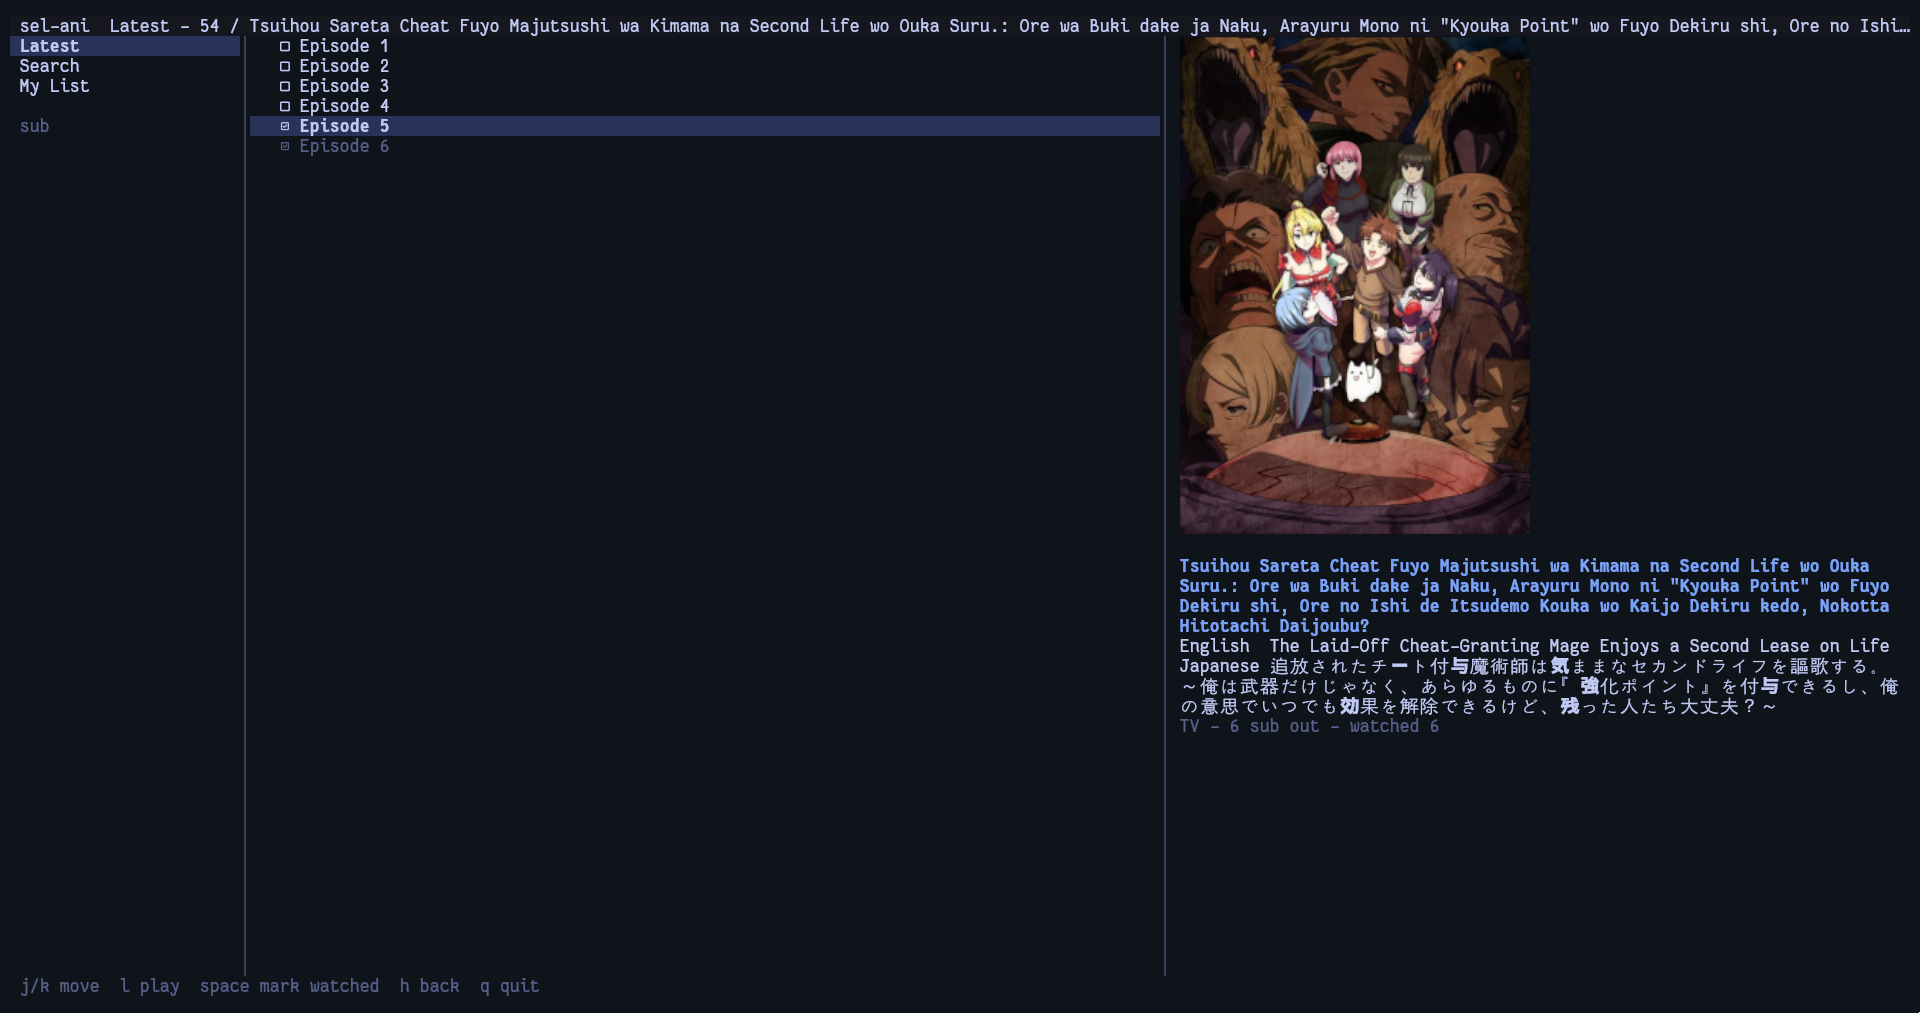 sel-ani  Latest - 54 / Tsuihou Sareta Cheat Fuyo Majutsushi wa Kimama na Second Life wo Ouka Suru.: Ore wa Buki dake ja Naku, Arayuru Mono ni "Kyouka Point" wo Fuyo Dekiru shi, Ore no Ishi…
Latest
Search
My List
sub
Episode 1
Episode 2
Episode 3
Episode 4
Episode 5
Episode 6
Tsuihou Sareta Cheat Fuyo Majutsushi wa Kimama na Second Life wo Ouka
Suru.: Ore wa Buki dake ja Naku, Arayuru Mono ni "Kyouka Point" wo Fuyo
Dekiru shi, Ore no Ishi de Itsudemo Kouka wo Kaijo Dekiru kedo, Nokotta
Hitotachi Daijoubu?
English  The Laid-Off Cheat-Granting Mage Enjoys a Second Lease on Life
Japanese 追放されたチート付与魔術師は気ままなセカンドライフを謳歌する。
～俺は武器だけじゃなく、あらゆるものに『強化ポイント』を付与できるし、俺
の意思でいつでも効果を解除できるけど、残った人たち大丈夫？～
TV - 6 sub out - watched 6
j/k move  l play  space mark watched  h back  q quit